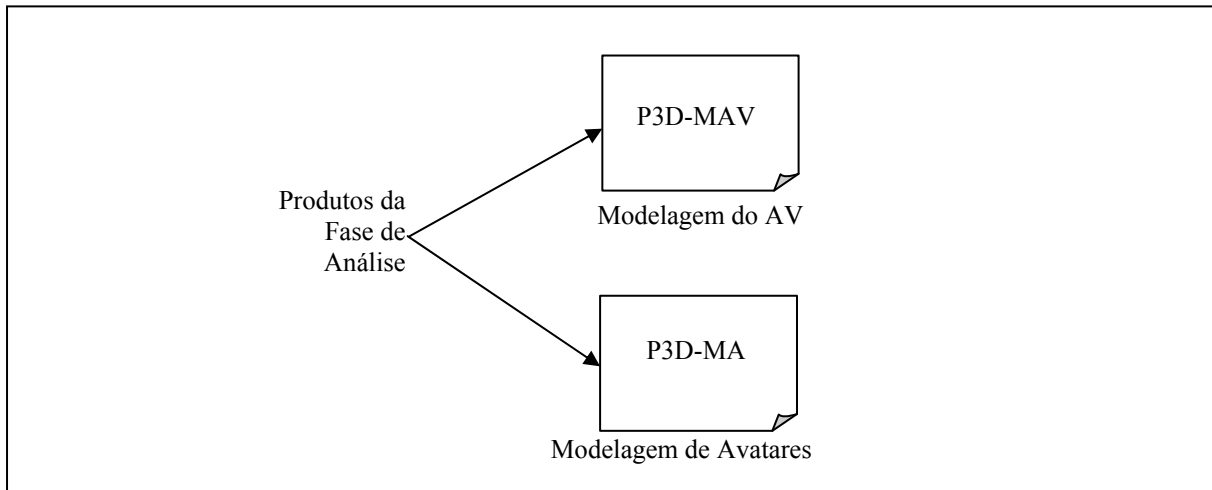 P3D-MAV
Modelagem do AV
Produtos da
Fase de
Análise
P3D-MA
Modelagem de Avatares